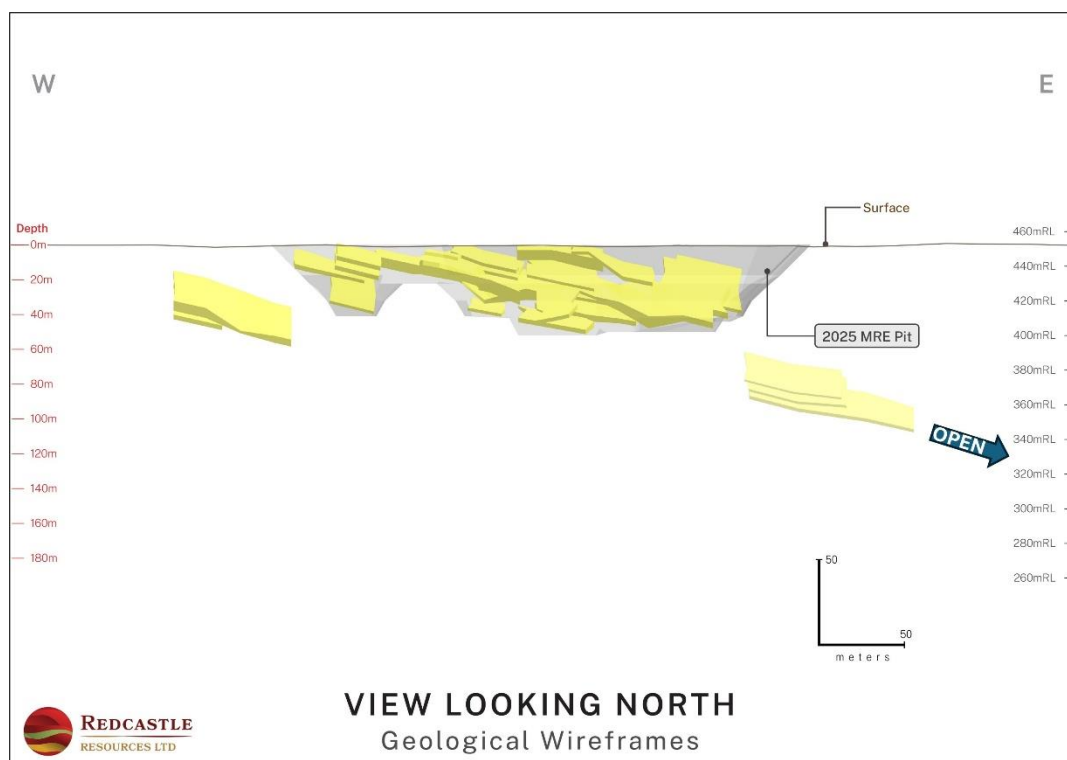 W
E
Surface
Depth
0m
20m
40m
60m
80m
100m
120m
140m
160m
180m
460mRL
440mRL
420mRL
400mRL
380mRL
360mRL
340mRL
320mRL
300mRL
280mRL
260mRL
2025 MRE Pit
OPEN
50
50
meters
VIEW LOOKING NORTH
Geological Wireframes
REDCASTLE
RESOURCES LTD